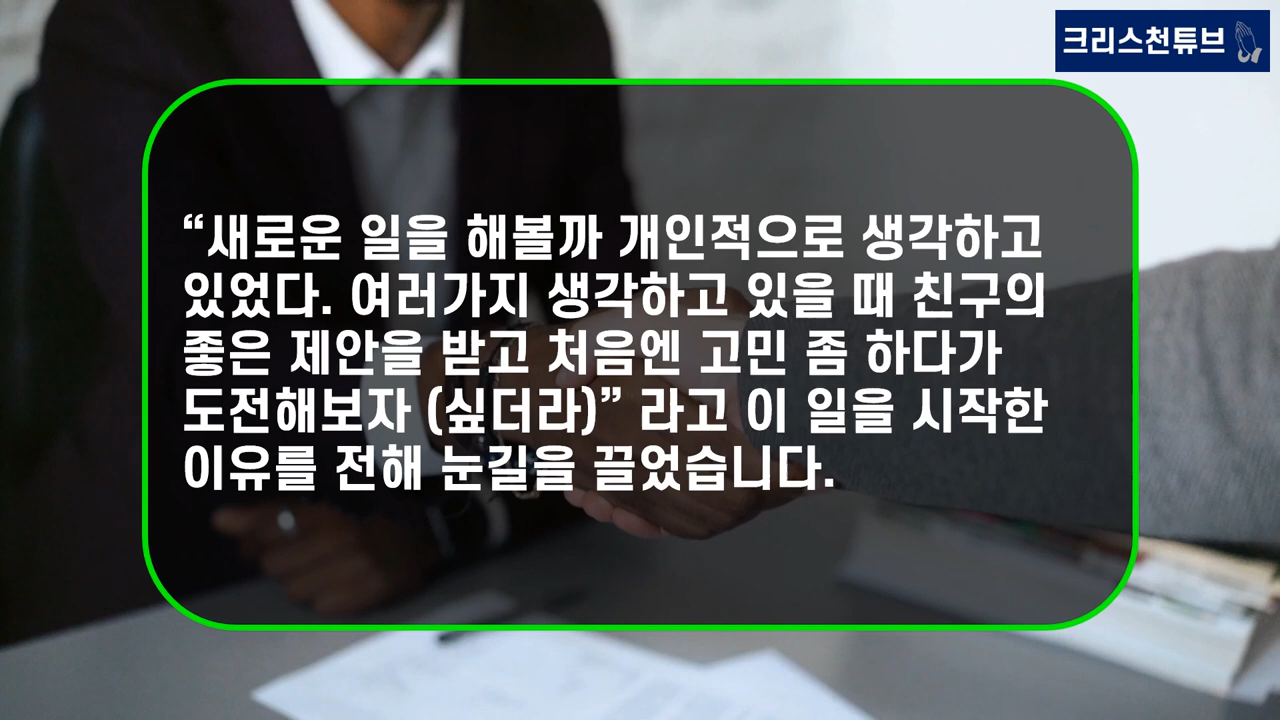 크리스천튜브
“새로운 일을 해볼까 개인적으로 생각하고
있었다. 여러가지 생각하고 있을 때 친구의
좋은 제안을 받고 처음엔 고민 좀 하다가
도전해보자 (싶더라)” 라고 이 일을 시작한
이유를 전해 눈길을 끌었습니다.